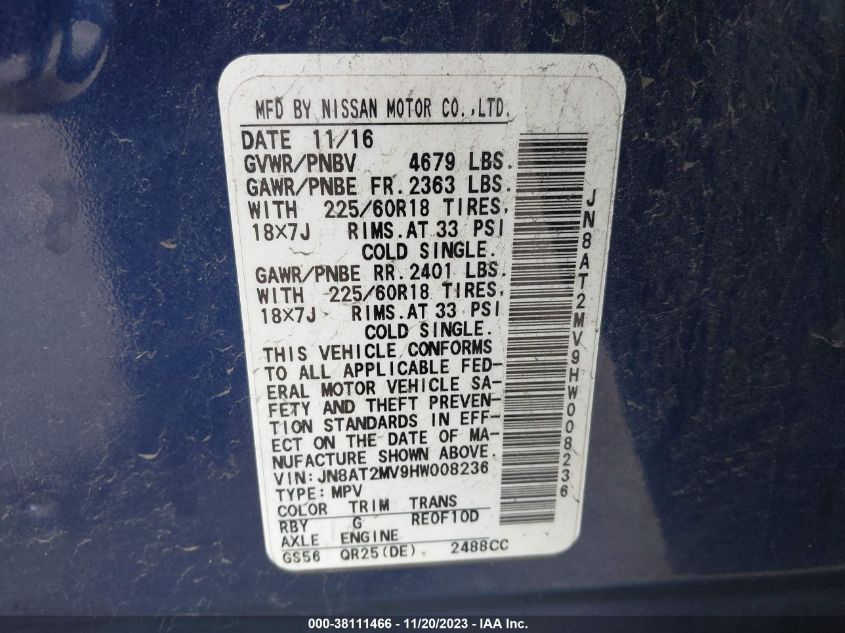 MFD BY NISSAN MOTOR CO.,LTD.
DATE 11/16
GVWR/PNBV 4679 LBS.
GAWR/PNBE FR. 2363 LBS.
WITH 225/60R18 TIRES,
18×7J RIMS. AT 33 PSI
COLD SINGLE.
GAWR/PNBE RR. 2401 LBS.
WITH 225/60R18 TIRES,
18×7J RIMS. AT 33 PSI
COLD SINGLE.
THIS VEHICLE CONFORMS
TO ALL APPLICABLE FED-
ERAL MOTOR VEHICLE SA-
FETY AND THEFT PREVEN-
TION STANDARDS IN EFF-
ECT ON THE DATE OF MA-
NUFACTURE SHOWN ABOVE.
VIN: JN8AT2MV9HW008236
TYPE: MPV
COLOR TRIM TRANS
RBY G RE0F10D
AXLE ENGINE
GS56 QR25(DE). 2488CC
JN8AT2MV9HW008236
000-38111466 - 11/20/2023 - IAA Inc.